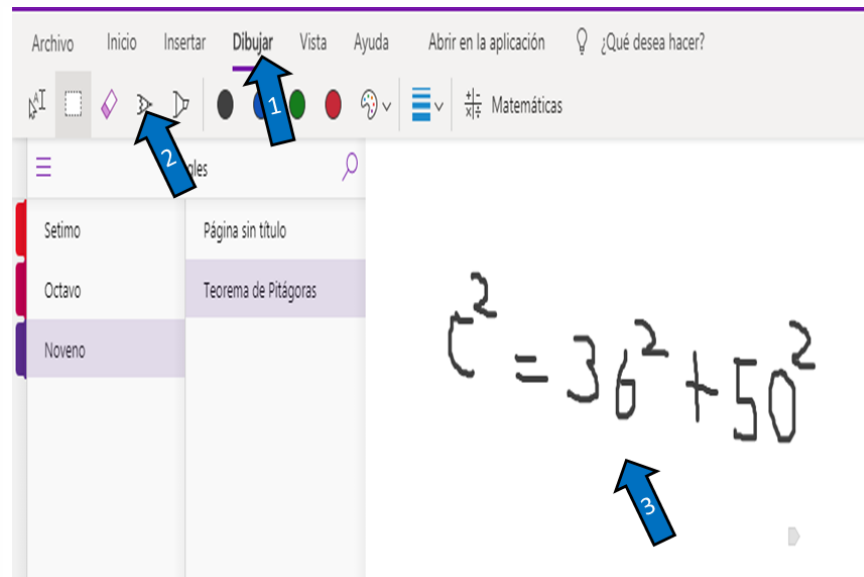 Archivo Inicio Insertar Dibujar Vista Ayuda Abrir en la aplicación ¿Qué desea hacer?
Matemáticas
1
2
Setimo
Octavo
Noveno
Página sin título
Teorema de Pitágoras
c² = 36² + 50²
3